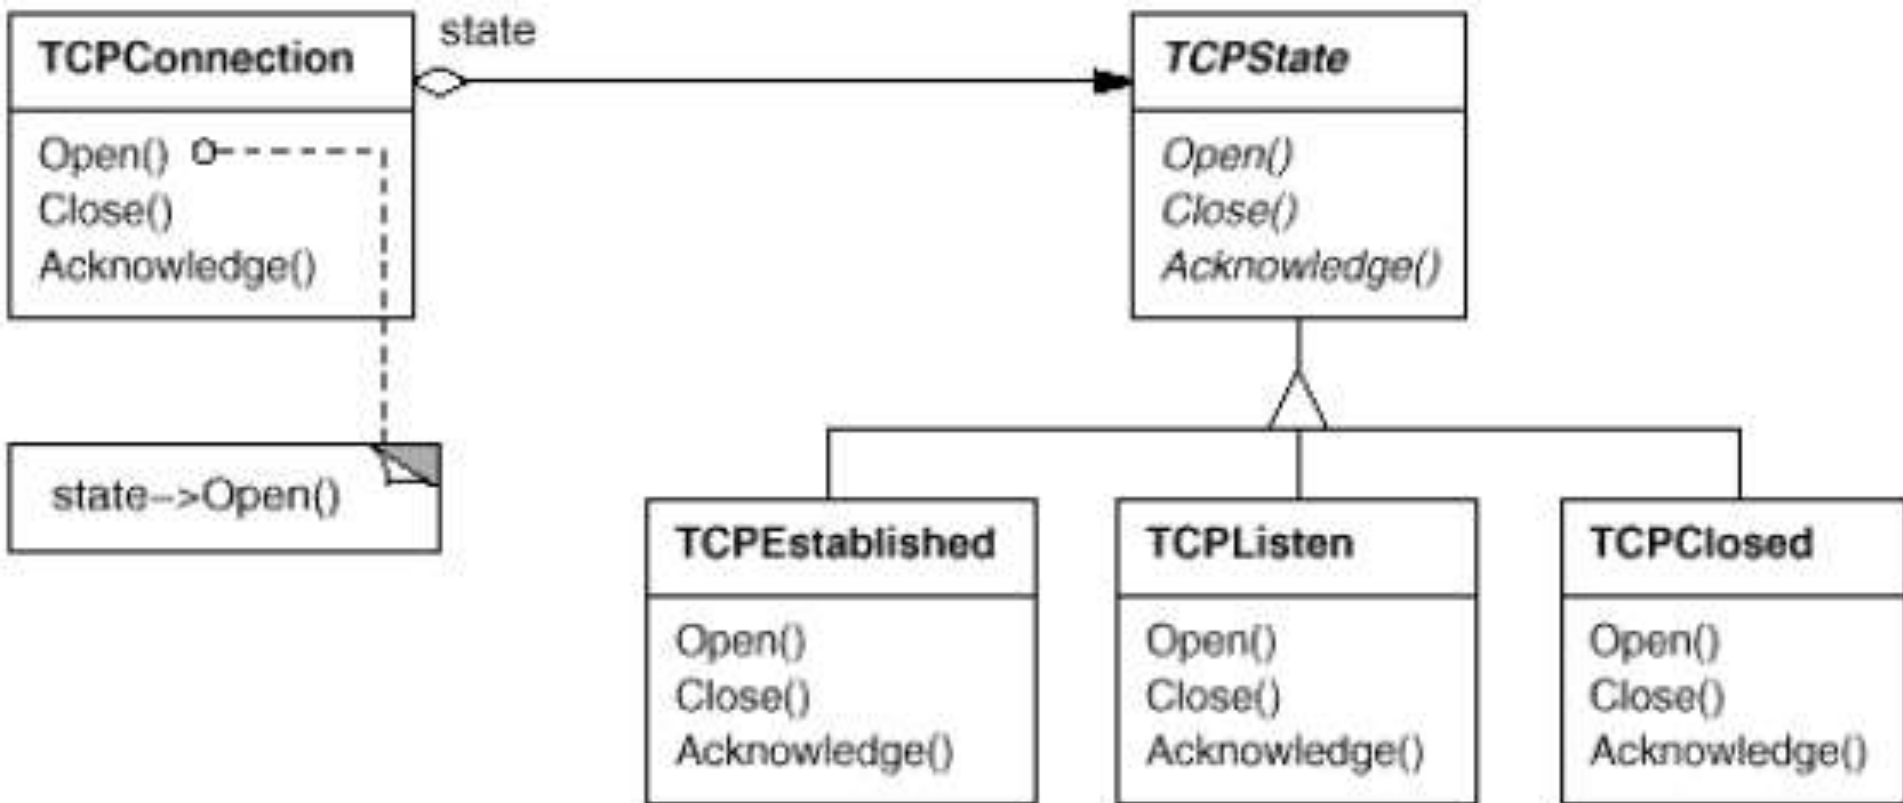 state
TCPConnection
Open()
Close()
Acknowledge()
state–>Open()
TCPState
Open()
Close()
Acknowledge()
TCPEstablished
Open()
Close()
Acknowledge()
TCPListen
Open()
Close()
Acknowledge()
TCPClosed
Open()
Close()
Acknowledge()